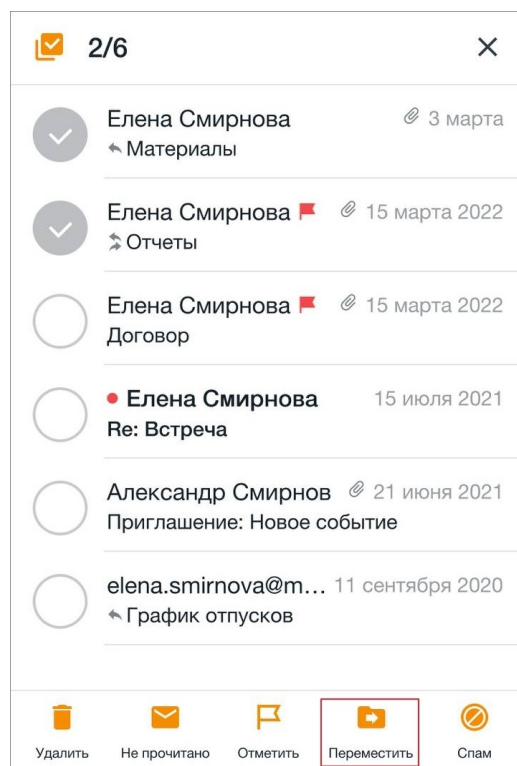 2/6
Елена Смирнова 3 марта
Материалы
Елена Смирнова 15 марта 2022
Отчеты
Елена Смирнова 15 марта 2022
Договор
Елена Смирнова 15 июля 2021
Re: Встреча
Александр Смирнов 21 июня 2021
Приглашение: Новое событие
elena.smirnova@m... 11 сентября 2020
График отпусков
Удалить Не прочитано Отметить Переместить Спам